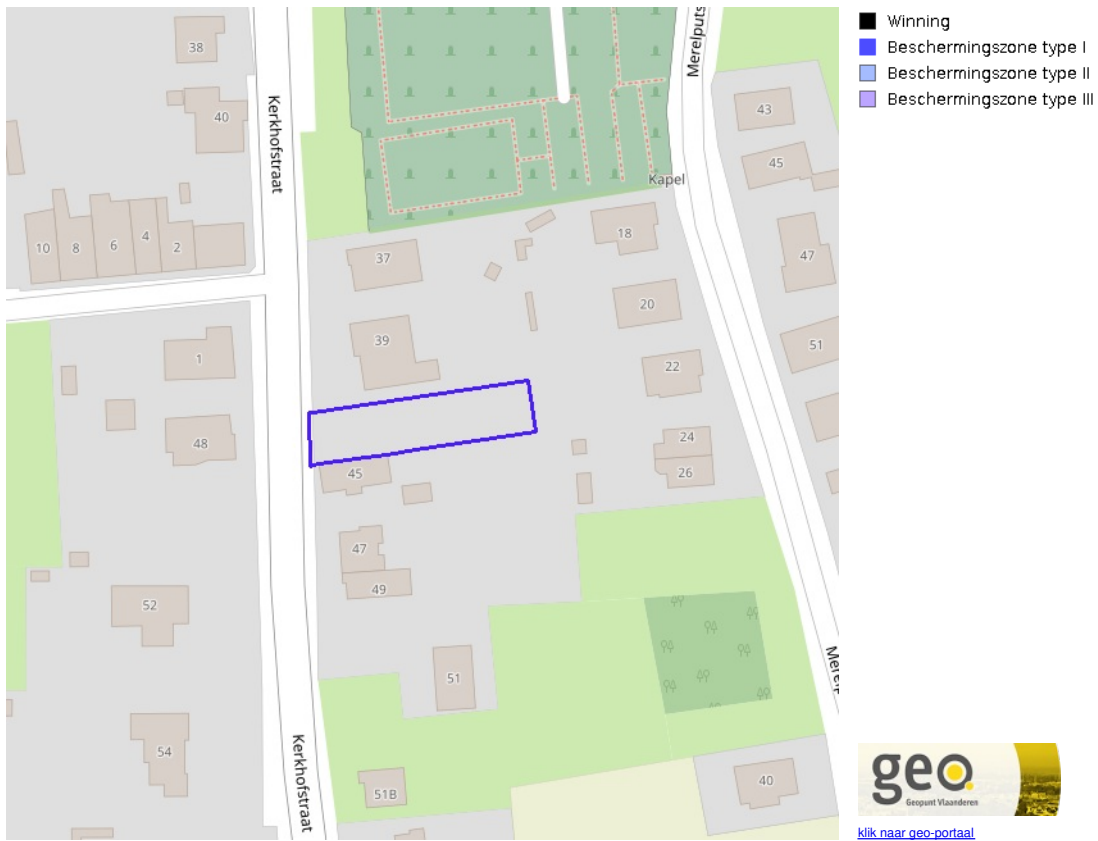 38
40
Kerkhofstraat
Merelputs
43
45
Kapel
10
8
6
4
2
37
18
47
20
39
1
22
51
48
24
45
26
47
49
52
51
Merelp
54
Kerkhofstraat
51B
40
Winning
Beschermingszone type I
Beschermingszone type II
Beschermingszone type III
geo.
Geopunt Vlaanderen
klik naar geo-portaal